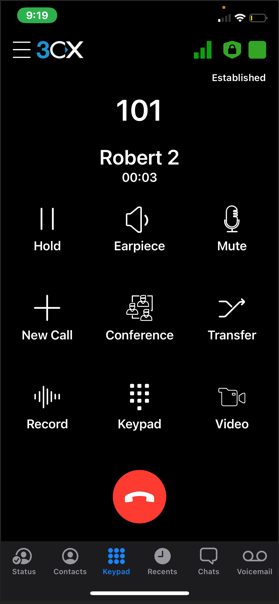 9:19
3CX
Established
101
Robert 2
00:03
Hold Earpiece Mute
New Call Conference Transfer
Record Keypad Video
Status Contacts Keypad Recents Chats Voicemail